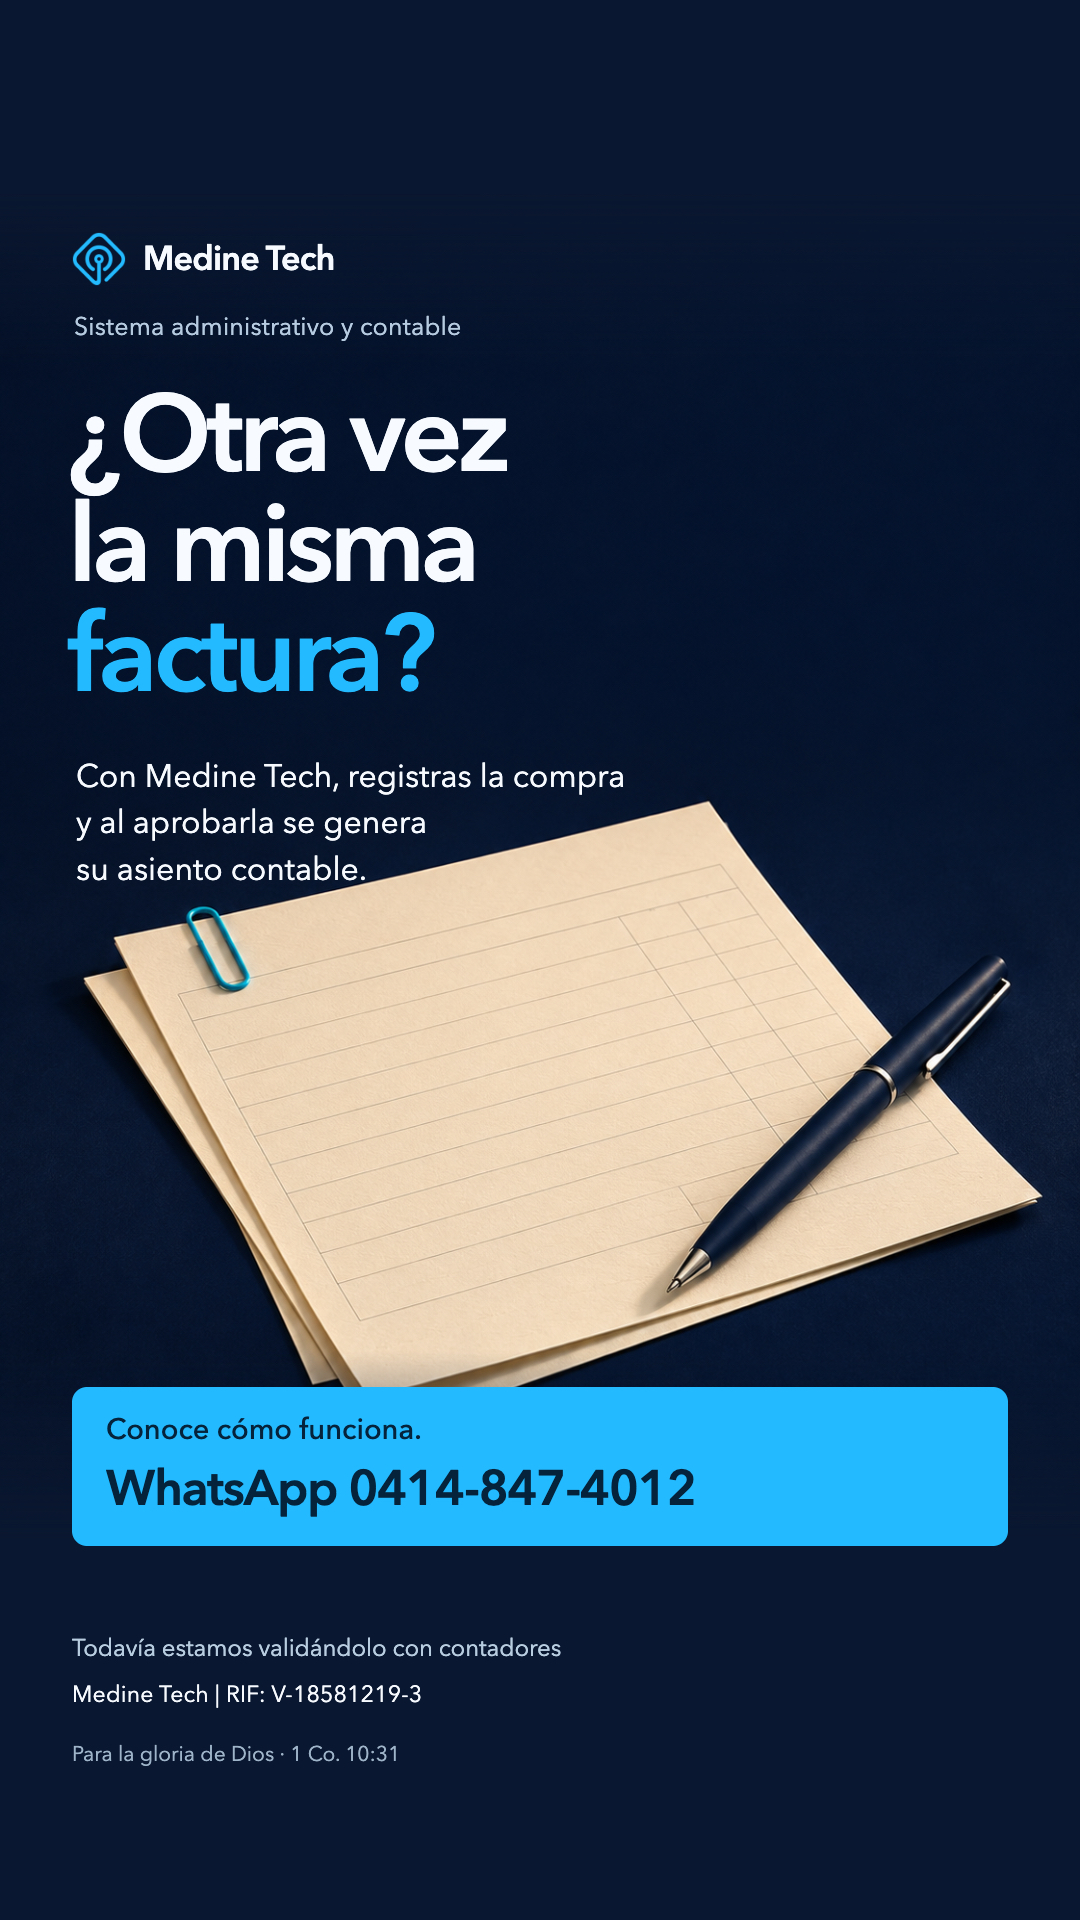 Medine Tech
Sistema administrativo y contable
¿Otra vez
la misma
factura?
Con Medine Tech, registras la compra
y al aprobarla se genera
su asiento contable.
Conoce cómo funciona.
WhatsApp 0414-847-4012
Todavía estamos validándolo con contadores
Medine Tech | RIF: V-18581219-3
Para la gloria de Dios · 1 Co. 10:31